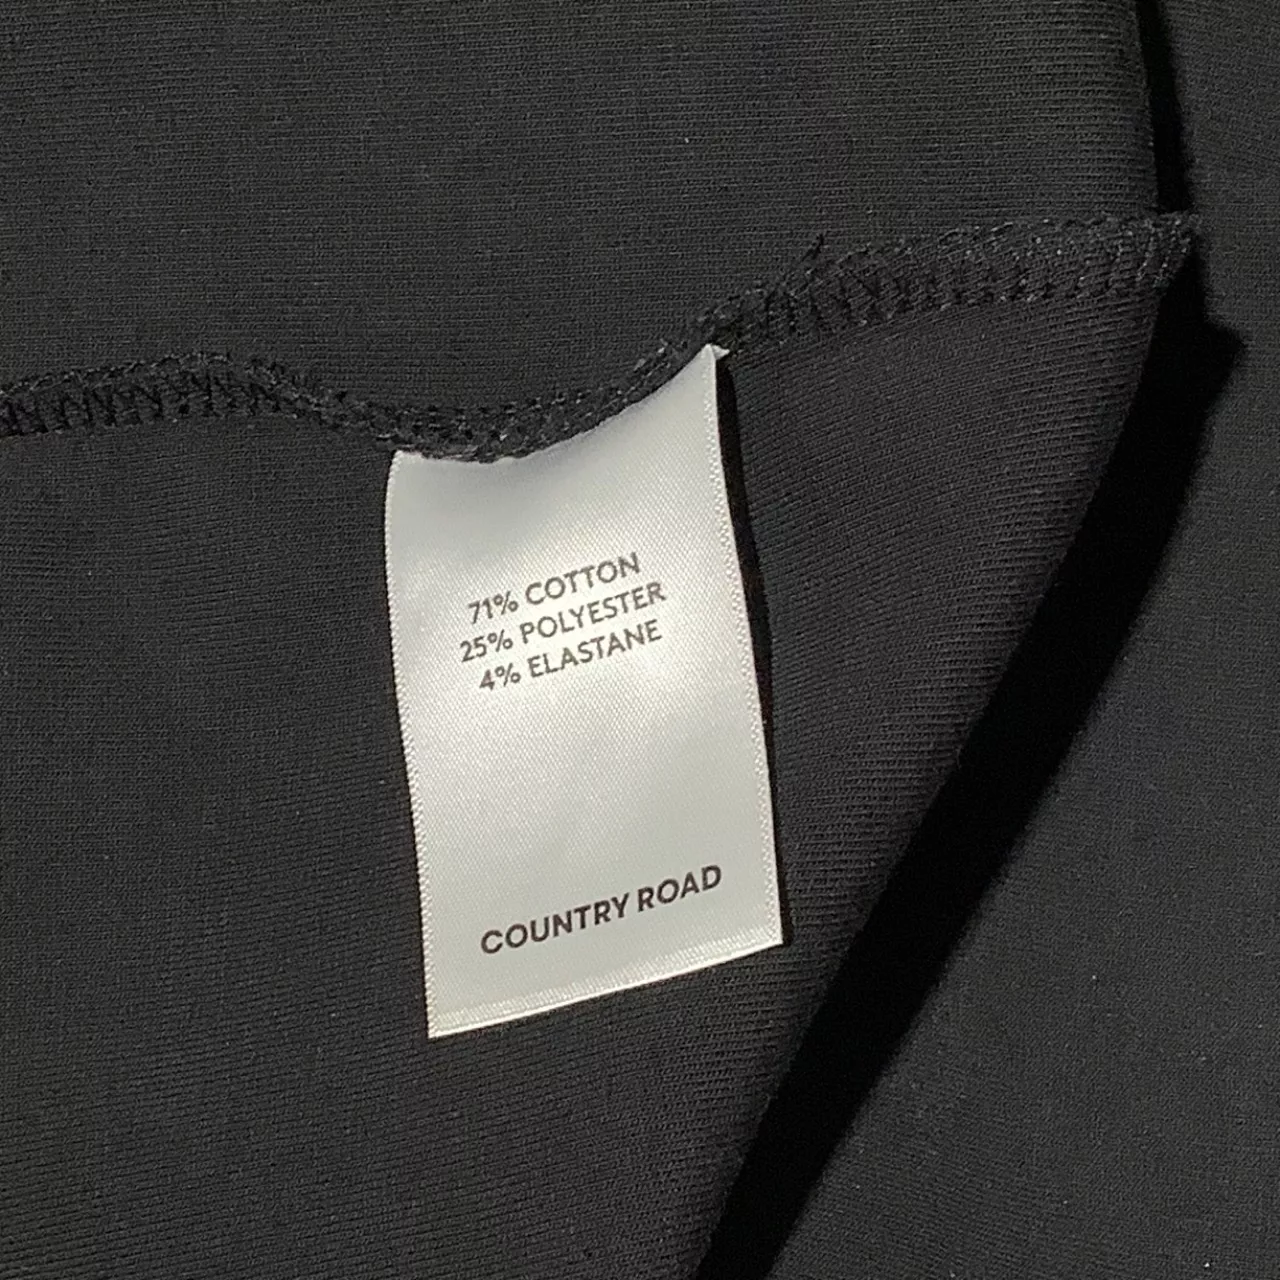 71% COTTON
25% POLYESTER
4% ELASTANE
COUNTRY ROAD